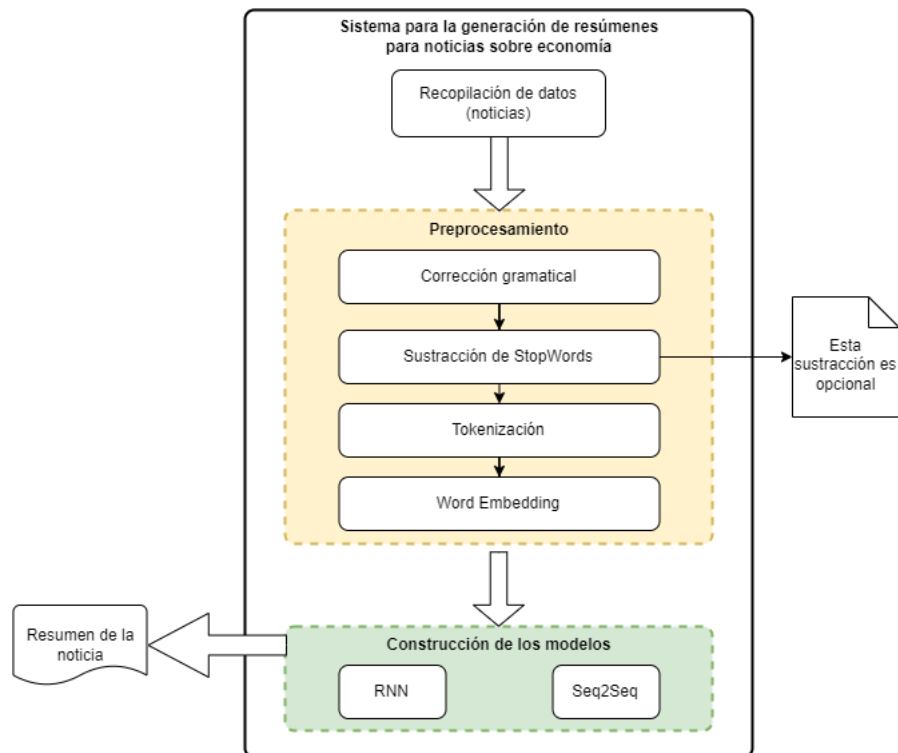 Sistema para la generación de resúmenes
para noticias sobre economía
Recopilación de datos
(noticias)
Preprocesamiento
Corrección gramatical
Sustracción de StopWords
Esta
sustracción es
opcional
Tokenización
Word Embedding
Construcción de los modelos
Resumen de la
noticia
RNN
Seq2Seq